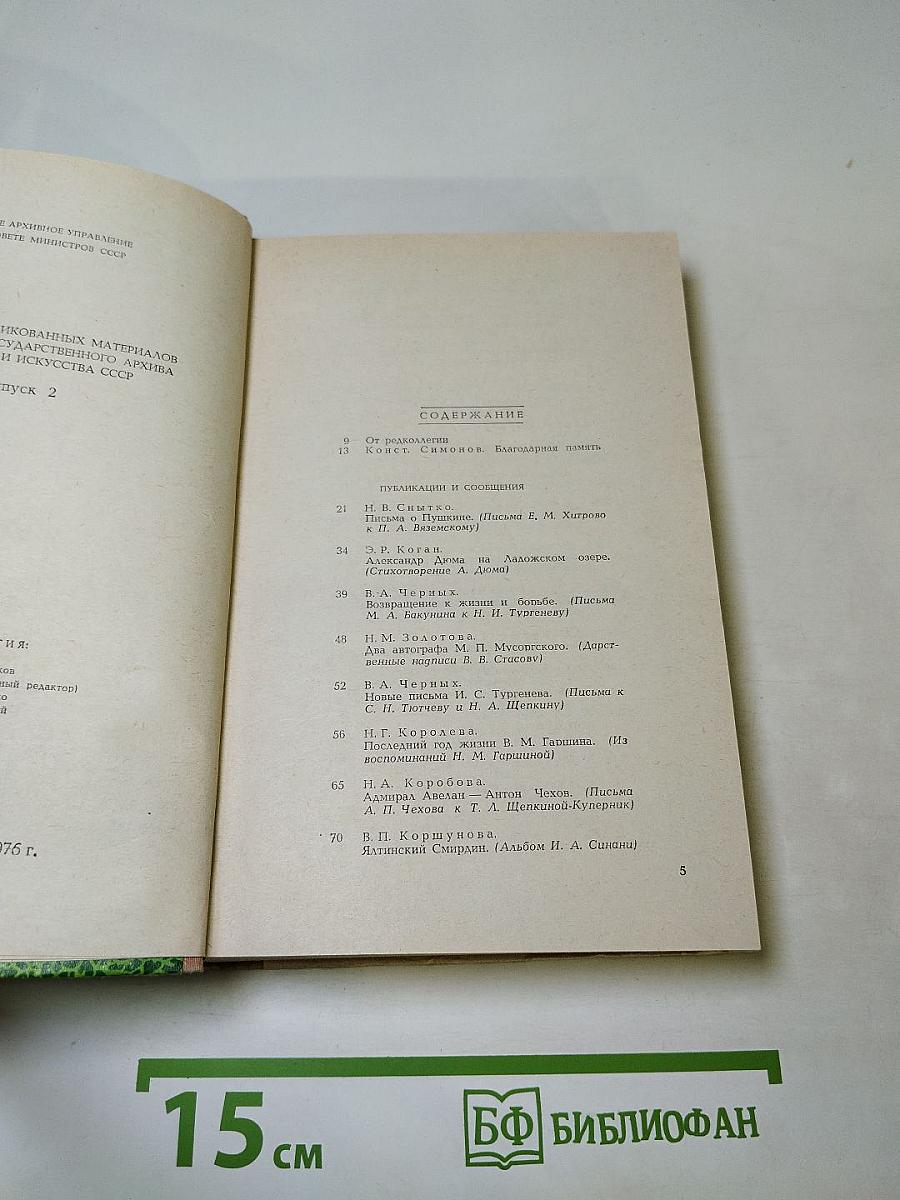 Е АРХИВНОЕ УПРАВЛЕНИЕ
ОВЕТЕ МИНИСТРОВ СССР
ИКОВАННЫХ МАТЕРИАЛОВ
СУДАРСТВЕННОГО АРХИВА
И ИСКУССТВА СССР
пуск 2
ГИЯ:
ков
ный редактор)
ко
ий
976 г.
СОДЕРЖАНИЕ
9 От редколлегии
13 Конст. Симонов. Благодарная память
ПУБЛИКАЦИИ И СООБЩЕНИЯ
21 Н. В. Снытко.
Письма о Пушкине. (Письма Е. М. Хитрово
к П. А. Вяземскому)
34 Э. Р. Коган.
Александр Дюма на Ладожском озере.
(Стихотворение А. Дюма)
39 В. А. Черных.
Возвращение к жизни и борьбе. (Письма
М. А. Бакунина к Н. И. Тургеневу)
48 Н. М. Золотова.
Два автографа М. П. Мусоргского. (Дарст-
венные надписи В. В. Стасову)
52 В. А. Черных.
Новые письма И. С. Тургенева. (Письма к
С. Н. Тютчеву и Н. А. Щепкину)
56 Н. Г. Королева.
Последний год жизни В. М. Гаршина. (Из
воспоминаний Н. М. Гаршиной)
65 Н. А. Коробова.
Адмирал Авелан — Антон Чехов. (Письма
А. П. Чехова к Т. Л. Щепкиной-Куперник)
70 В. П. Коршунова.
Ялтинский Смирдин. (Альбом И. А. Синани)
5
15 см
БФ БИБЛИОФАН